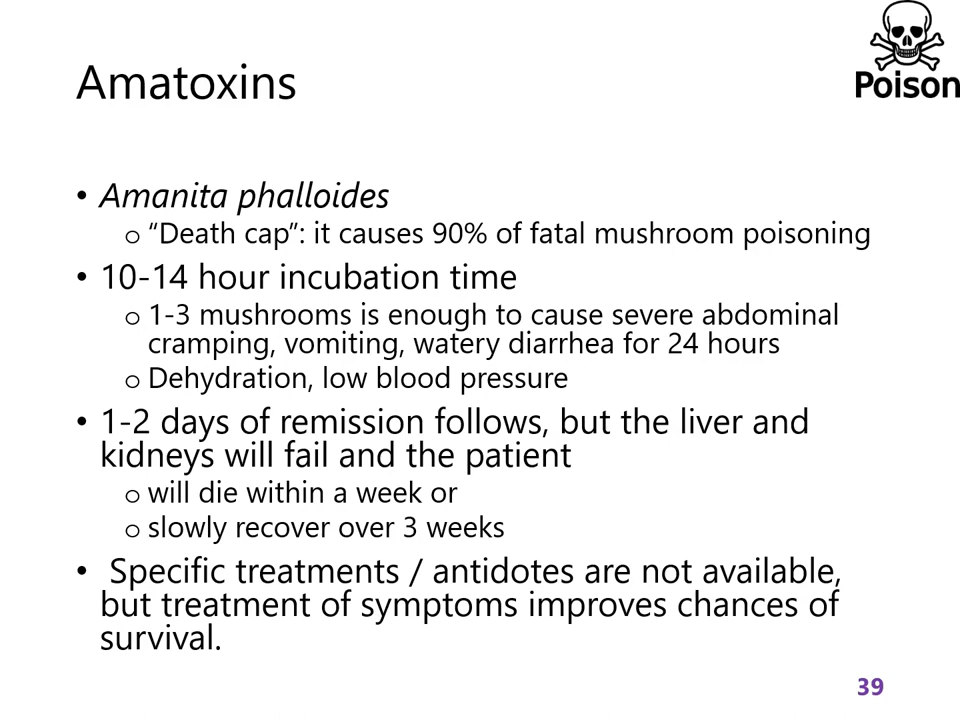 Poison
Amatoxins
• Amanita phalloides
o “Death cap”: it causes 90% of fatal mushroom poisoning
• 10-14 hour incubation time
o 1-3 mushrooms is enough to cause severe abdominal
cramping, vomiting, watery diarrhea for 24 hours
o Dehydration, low blood pressure
• 1-2 days of remission follows, but the liver and
kidneys will fail and the patient
o will die within a week or
o slowly recover over 3 weeks
• Specific treatments / antidotes are not available,
but treatment of symptoms improves chances of
survival.
39